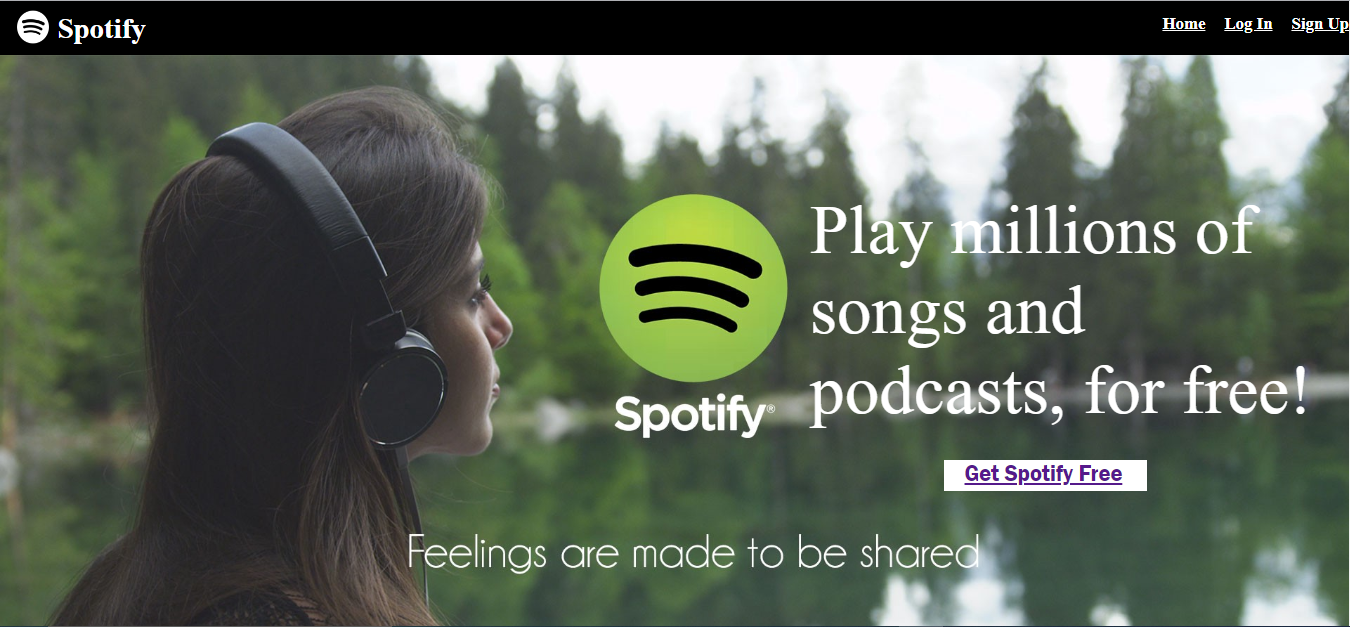 Spotify
Home Log In Sign Up
Play millions of
songs and
podcasts, for free!
Spotify®
Get Spotify Free
Feelings are made to be shared